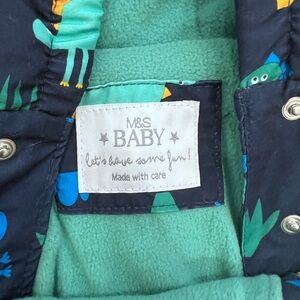 M&S
★ BABY ★
let's have some fun!
Made with care